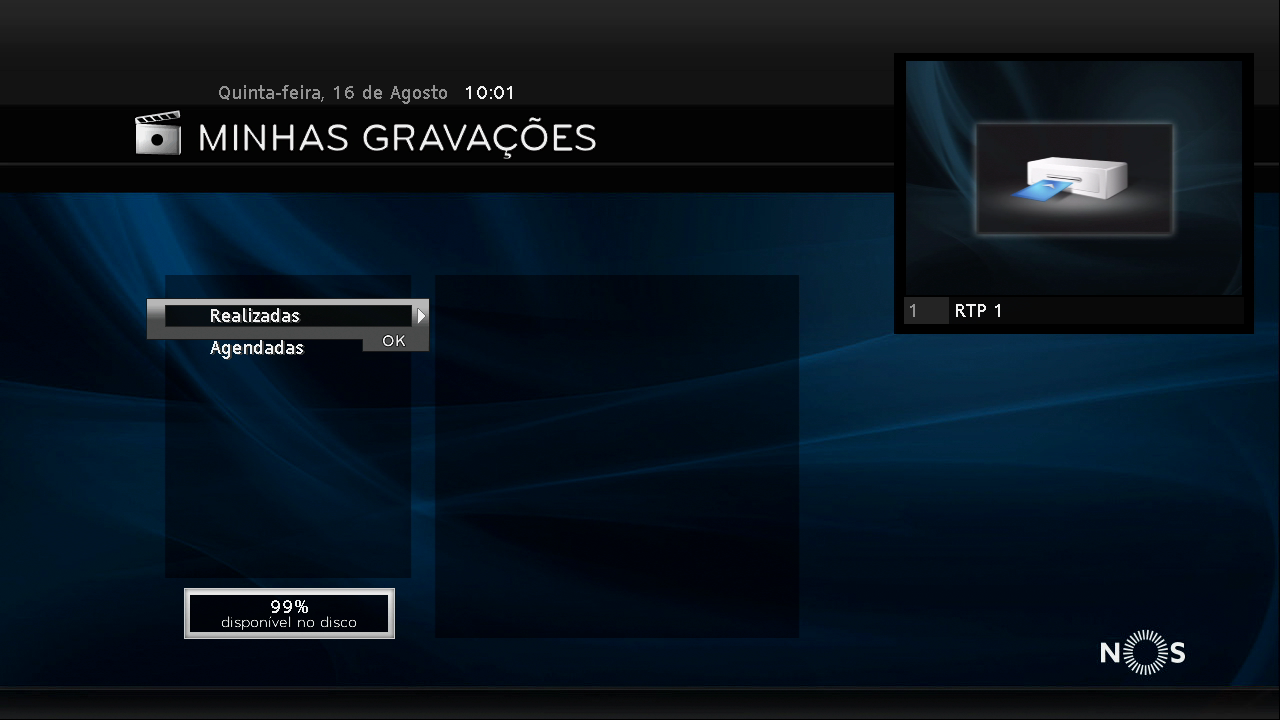 Quinta-feira, 16 de Agosto 10:01
MINHAS GRAVAÇÕES
1 RTP 1
Realizadas
OK
Agendadas
99%
disponível no disco
NOS